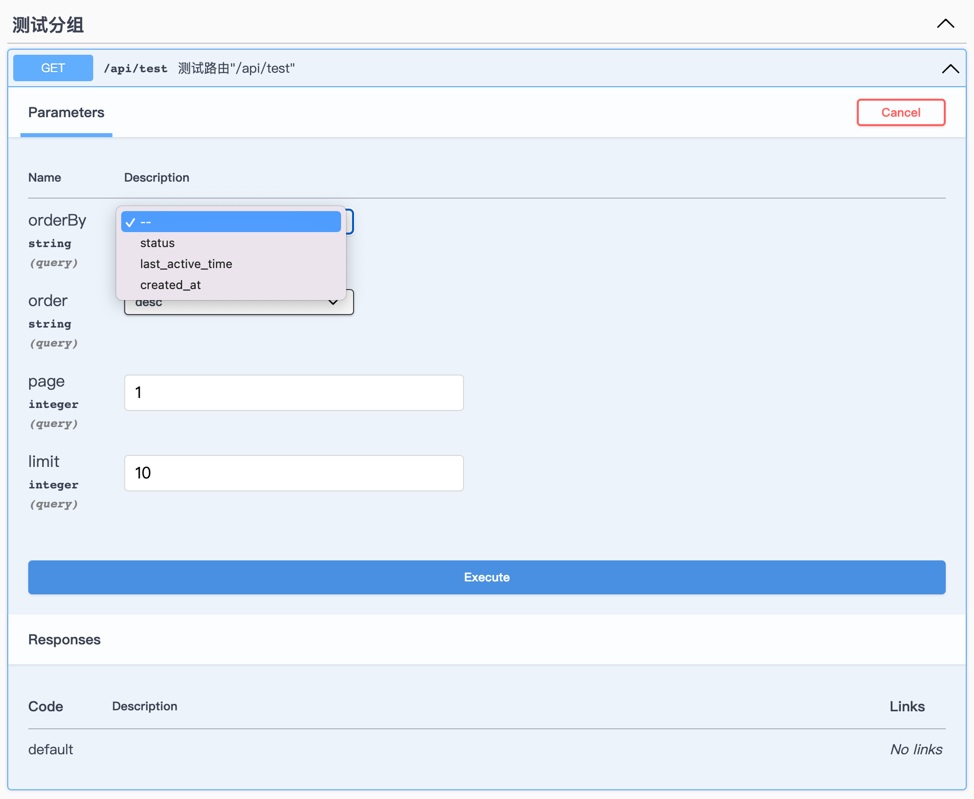 测试分组
GET /api/test 测试路由"/api/test"
Parameters
Cancel
Name Description
orderBy
string
(query)
✓ --
status
last_active_time
created_at
order
string
(query)
desc
page
integer
(query)
1
limit
integer
(query)
10
Execute
Responses
Code Description Links
default No links